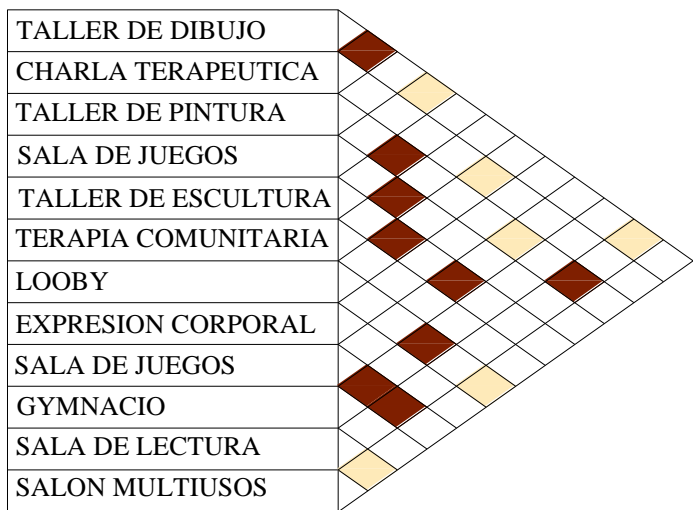 TALLER DE DIBUJO
CHARLA TERAPEUTICA
TALLER DE PINTURA
SALA DE JUEGOS
TALLER DE ESCULTURA
TERAPIA COMUNITARIA
LOOBY
EXPRESION CORPORAL
SALA DE JUEGOS
GYMNACIO
SALA DE LECTURA
SALON MULTIUSOS